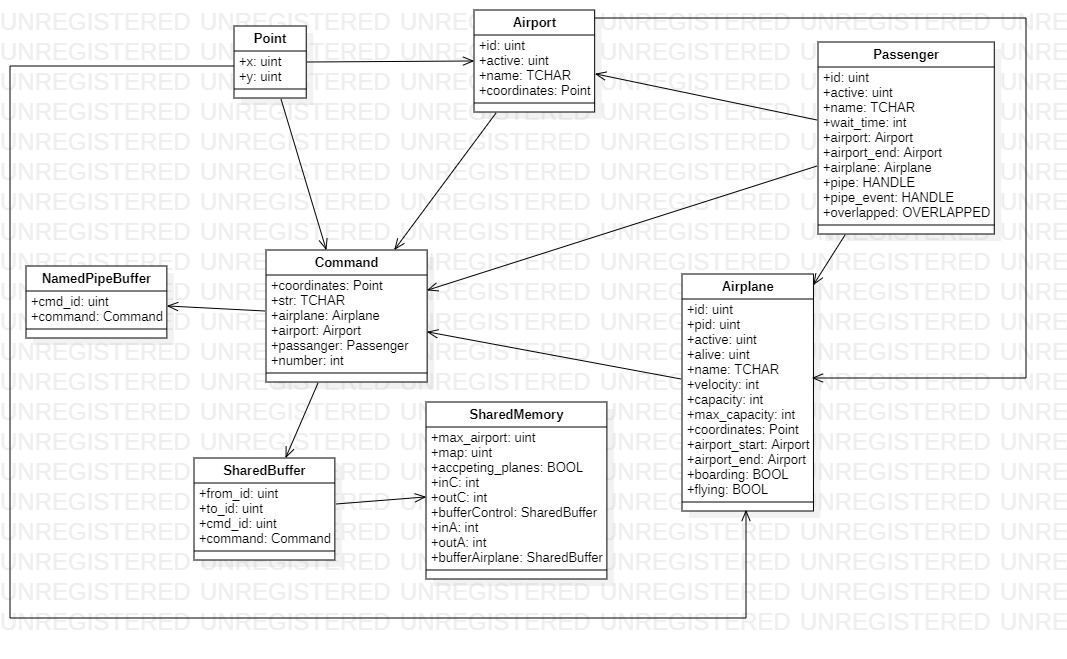 Point
+x: uint
+y: uint
Airport
+id: uint
+active: uint
+name: TCHAR
+coordinates: Point
Passenger
+id: uint
+active: uint
+name: TCHAR
+wait_time: int
+airport: Airport
+airport_end: Airport
+airplane: Airplane
+pipe: HANDLE
+pipe_event: HANDLE
+overlapped: OVERLAPPED
NamedPipeBuffer
+cmd_id: uint
+command: Command
Command
+coordinates: Point
+str: TCHAR
+airplane: Airplane
+airport: Airport
+passanger: Passenger
+number: int
Airplane
+id: uint
+pid: uint
+active: uint
+alive: uint
+name: TCHAR
+velocity: int
+capacity: int
+max_capacity: int
+coordinates: Point
+airport_start: Airport
+airport_end: Airport
+boarding: BOOL
+flying: BOOL
SharedBuffer
+from_id: uint
+to_id: uint
+cmd_id: uint
+command: Command
SharedMemory
+max_airport: uint
+map: uint
+accpeting_planes: BOOL
+inC: int
+outC: int
+bufferControl: SharedBuffer
+inA: int
+outA: int
+bufferAirplane: SharedBuffer
UNREGISTERED UNREGISTERED UNREGISTERED UNREGISTERED UNREGISTERED UNRE